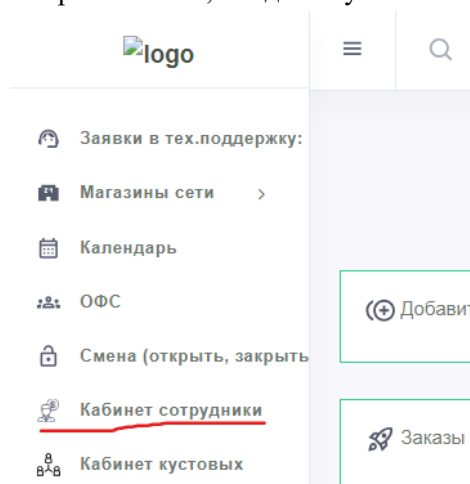 logo
Заявки в тех.поддержку:
Магазины сети
Календарь
ОФС
Смена (открыть, закрыть
Кабинет сотрудники
Кабинет кустовых
Добавит
Заказы